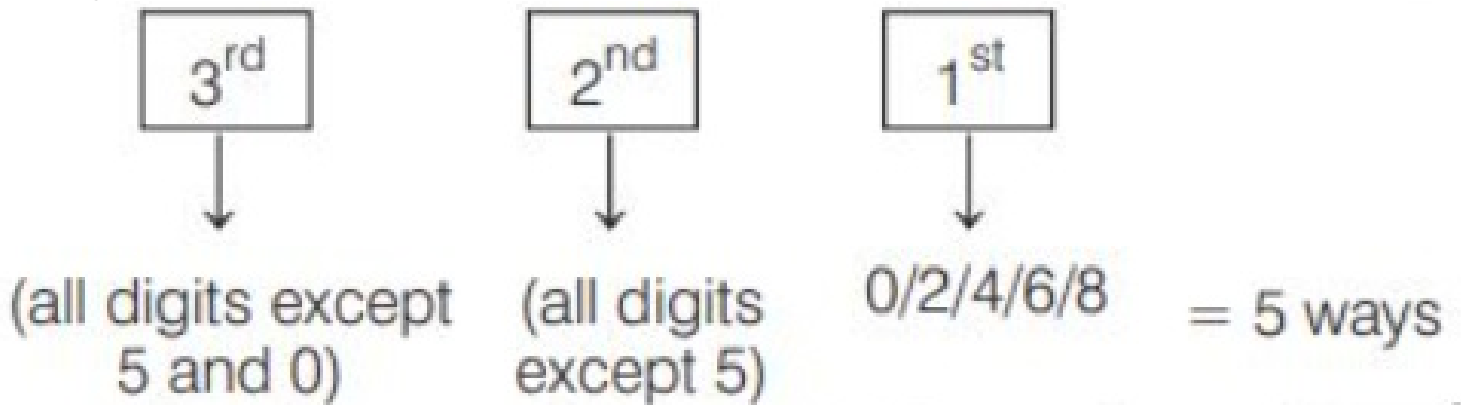 3rd 2nd 1st
(all digits except (all digits 0/2/4/6/8 = 5 ways
5 and 0) except 5)